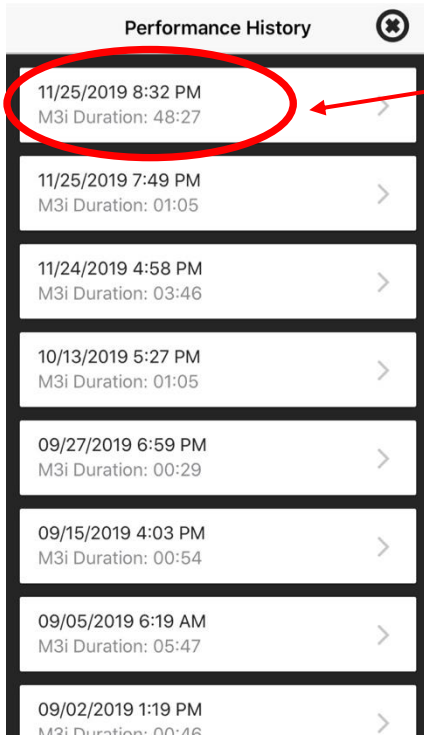 Performance History
11/25/2019 8:32 PM
M3i Duration: 48:27
11/25/2019 7:49 PM
M3i Duration: 01:05
11/24/2019 4:58 PM
M3i Duration: 03:46
10/13/2019 5:27 PM
M3i Duration: 01:05
09/27/2019 6:59 PM
M3i Duration: 00:29
09/15/2019 4:03 PM
M3i Duration: 00:54
09/05/2019 6:19 AM
M3i Duration: 05:47
09/02/2019 1:19 PM
M3i Duration: 00:46